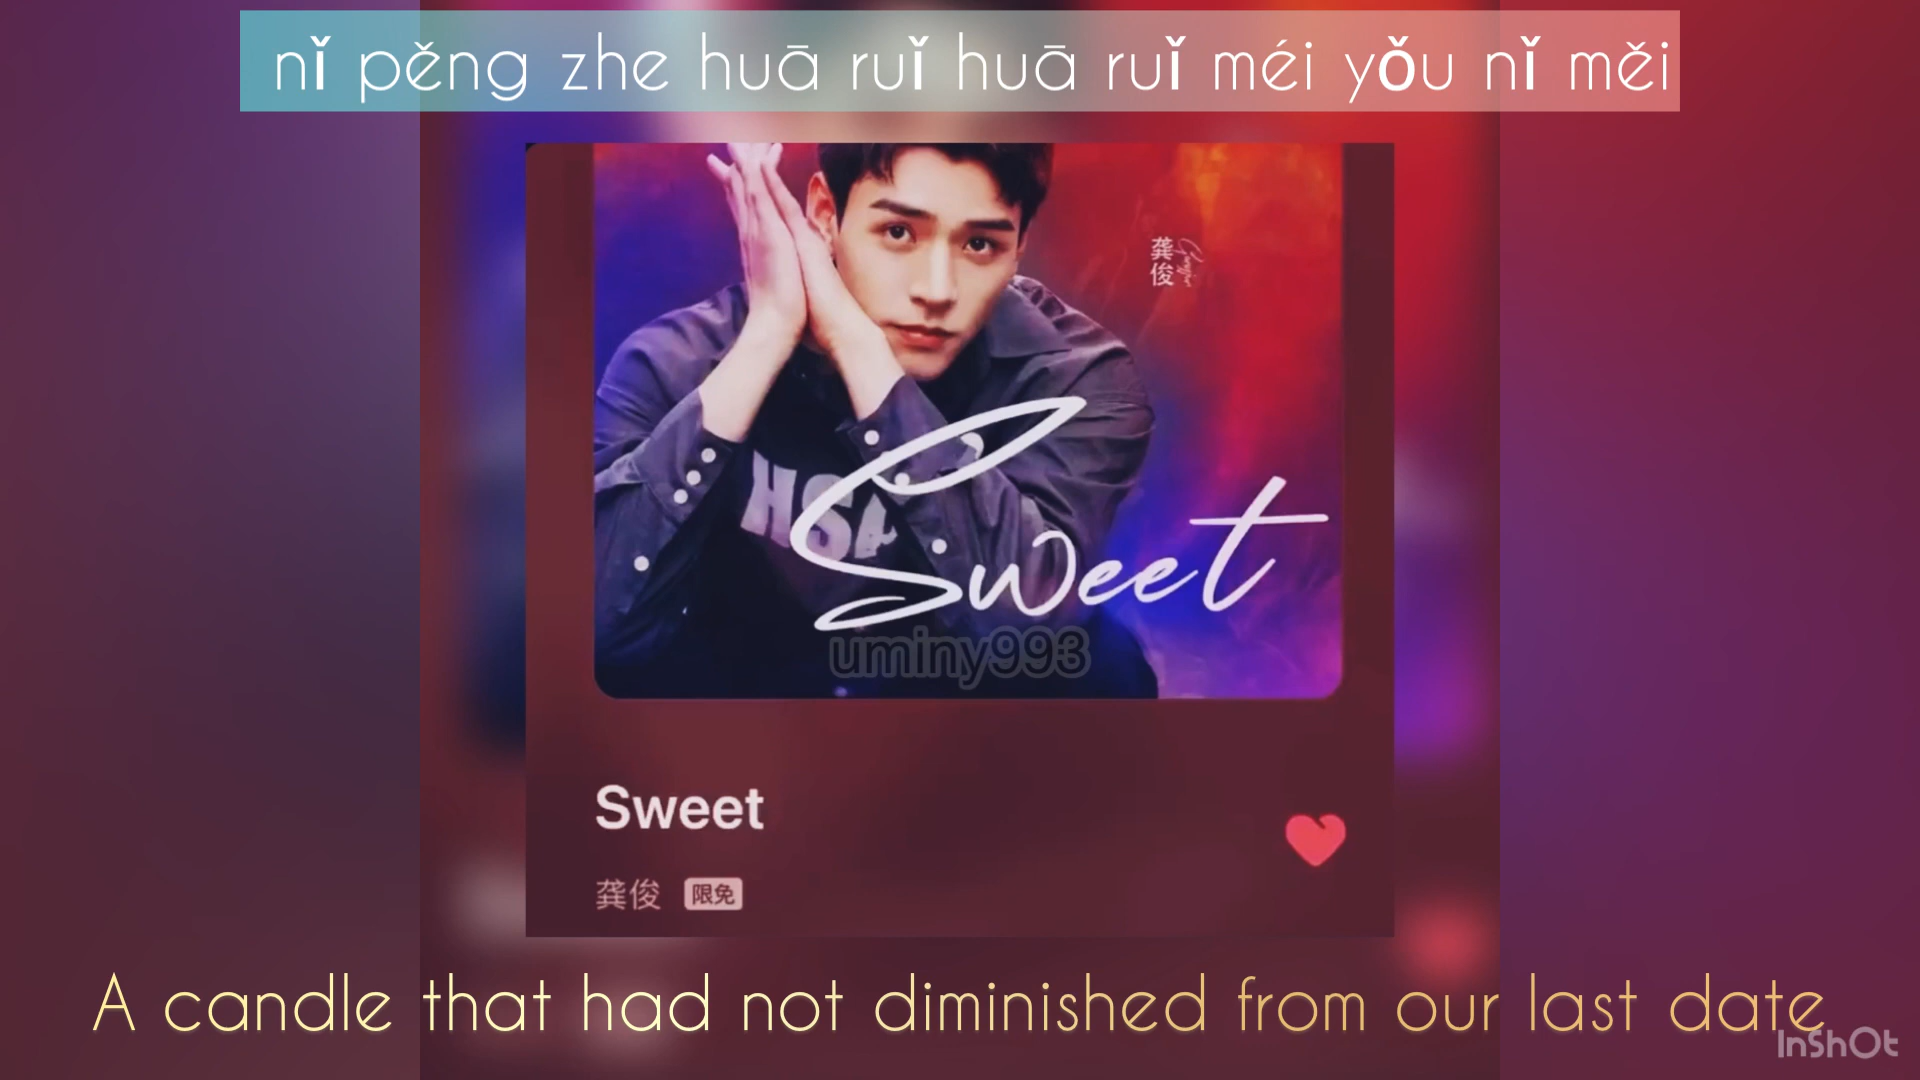 nǐ pěng zhe huā ruǐ huā ruǐ méi yǒu nǐ měi
龚俊
HSA
Sweet
uminy993
Sweet
龚俊 限免
A candle that had not diminished from our last date
InShOt